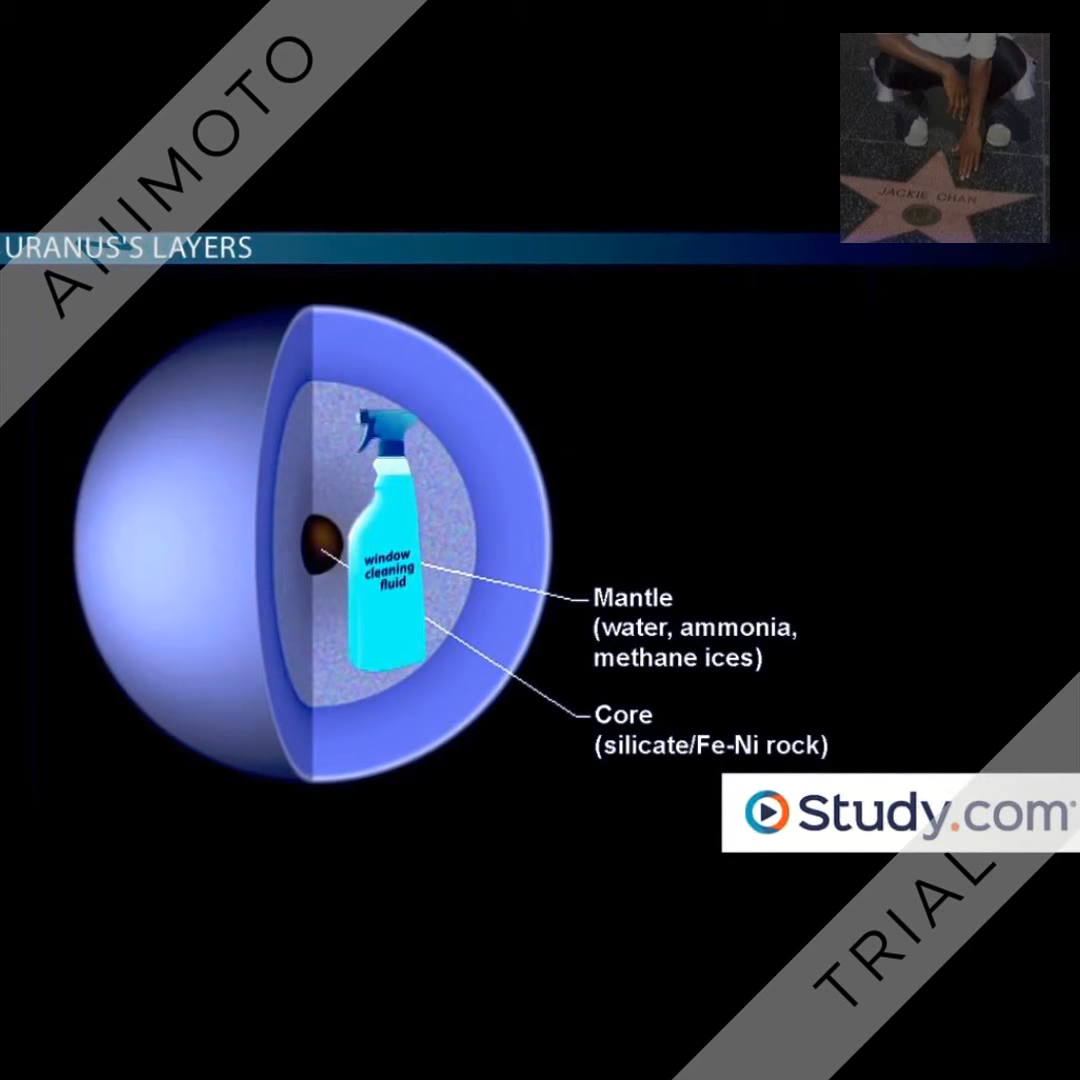 ANIMOTO
JACKIE CHAN
URANUS'S LAYERS
window
cleaning
fluid
Mantle
(water, ammonia,
methane ices)
Core
(silicate/Fe-Ni rock)
Study.com
TRIAL